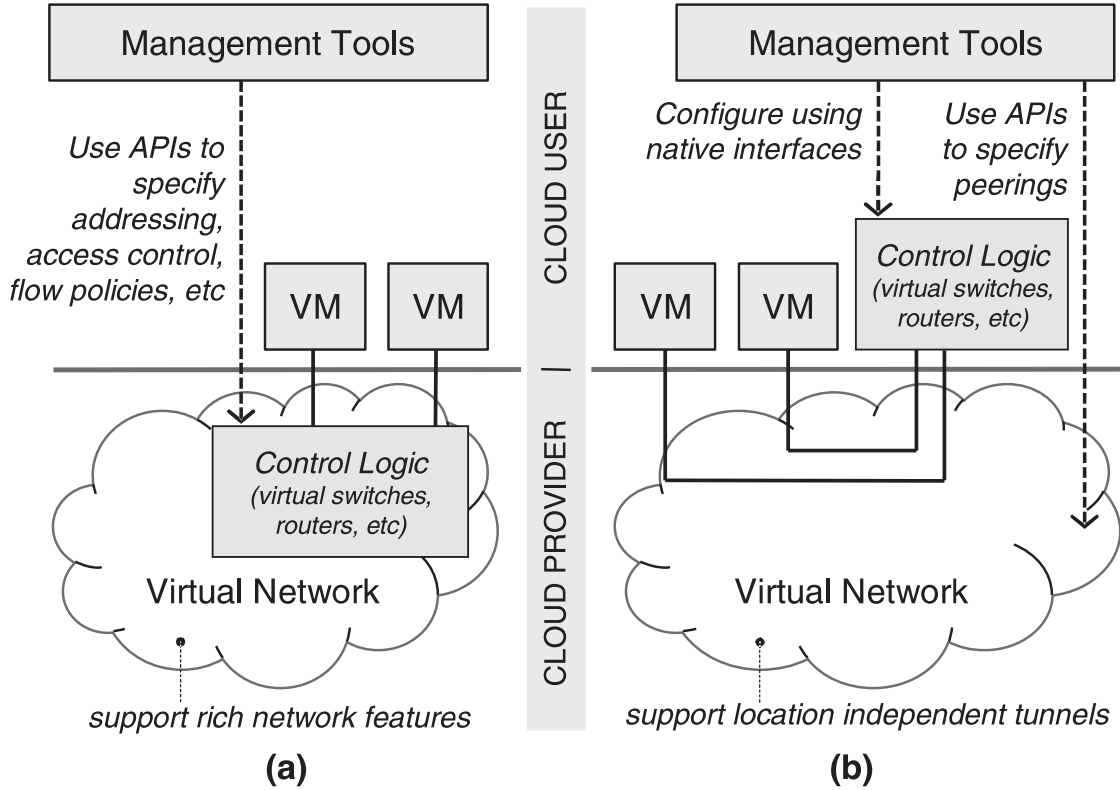 Management Tools
Use APIs to
specify
addressing,
access control,
flow policies, etc
VM
VM
Control Logic
(virtual switches,
routers, etc)
Virtual Network
support rich network features
(a)
CLOUD PROVIDER | CLOUD USER
Management Tools
Configure using
native interfaces
Use APIs
to specify
peerings
Control Logic
(virtual switches,
routers, etc)
VM
VM
Virtual Network
support location independent tunnels
(b)